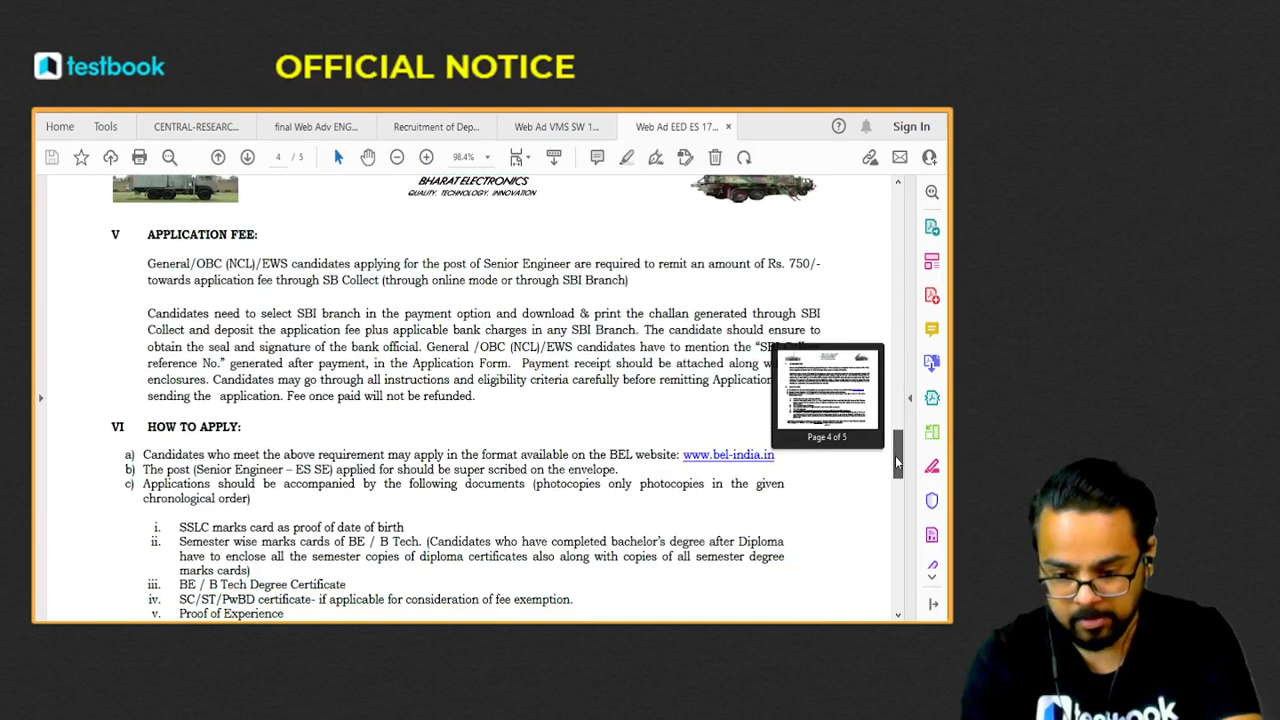 testbook
OFFICIAL NOTICE
Home Tools CENTRAL-RESEARC... final Web Adv ENG... Recruitment of Dep... Web Ad VMS SW 1... Web Ad EED ES 17... × Sign In
4 / 5 98.4%
BHARAT ELECTRONICS
QUALITY. TECHNOLOGY. INNOVATION
V APPLICATION FEE:
General/OBC (NCL)/EWS candidates applying for the post of Senior Engineer are required to remit an amount of Rs. 750/-
towards application fee through SB Collect (through online mode or through SBI Branch)
Candidates need to select SBI branch in the payment option and download & print the challan generated through SBI
Collect and deposit the application fee plus applicable bank charges in any SBI Branch. The candidate should ensure to
obtain the seal and signature of the bank official. General /OBC (NCL)/EWS candidates have to mention the “SBI Collect
reference No.” generated after payment, in the Application Form. Payment receipt should be attached along
enclosures. Candidates may go through all instructions and eligibility criteria carefully before remitting Application
sending the application. Fee once paid will not be refunded.
Page 4 of 5
VI HOW TO APPLY:
a) Candidates who meet the above requirement may apply in the format available on the BEL website: www.bel-india.in
b) The post (Senior Engineer – ES SE) applied for should be super scribed on the envelope.
c) Applications should be accompanied by the following documents (photocopies only photocopies in the given
chronological order)
i. SSLC marks card as proof of date of birth
ii. Semester wise marks cards of BE / B Tech. (Candidates who have completed bachelor's degree after Diploma
have to enclose all the semester copies of diploma certificates also along with copies of all semester degree
marks cards)
iii. BE / B Tech Degree Certificate
iv. SC/ST/PwBD certificate- if applicable for consideration of fee exemption.
v. Proof of Experience
testbook